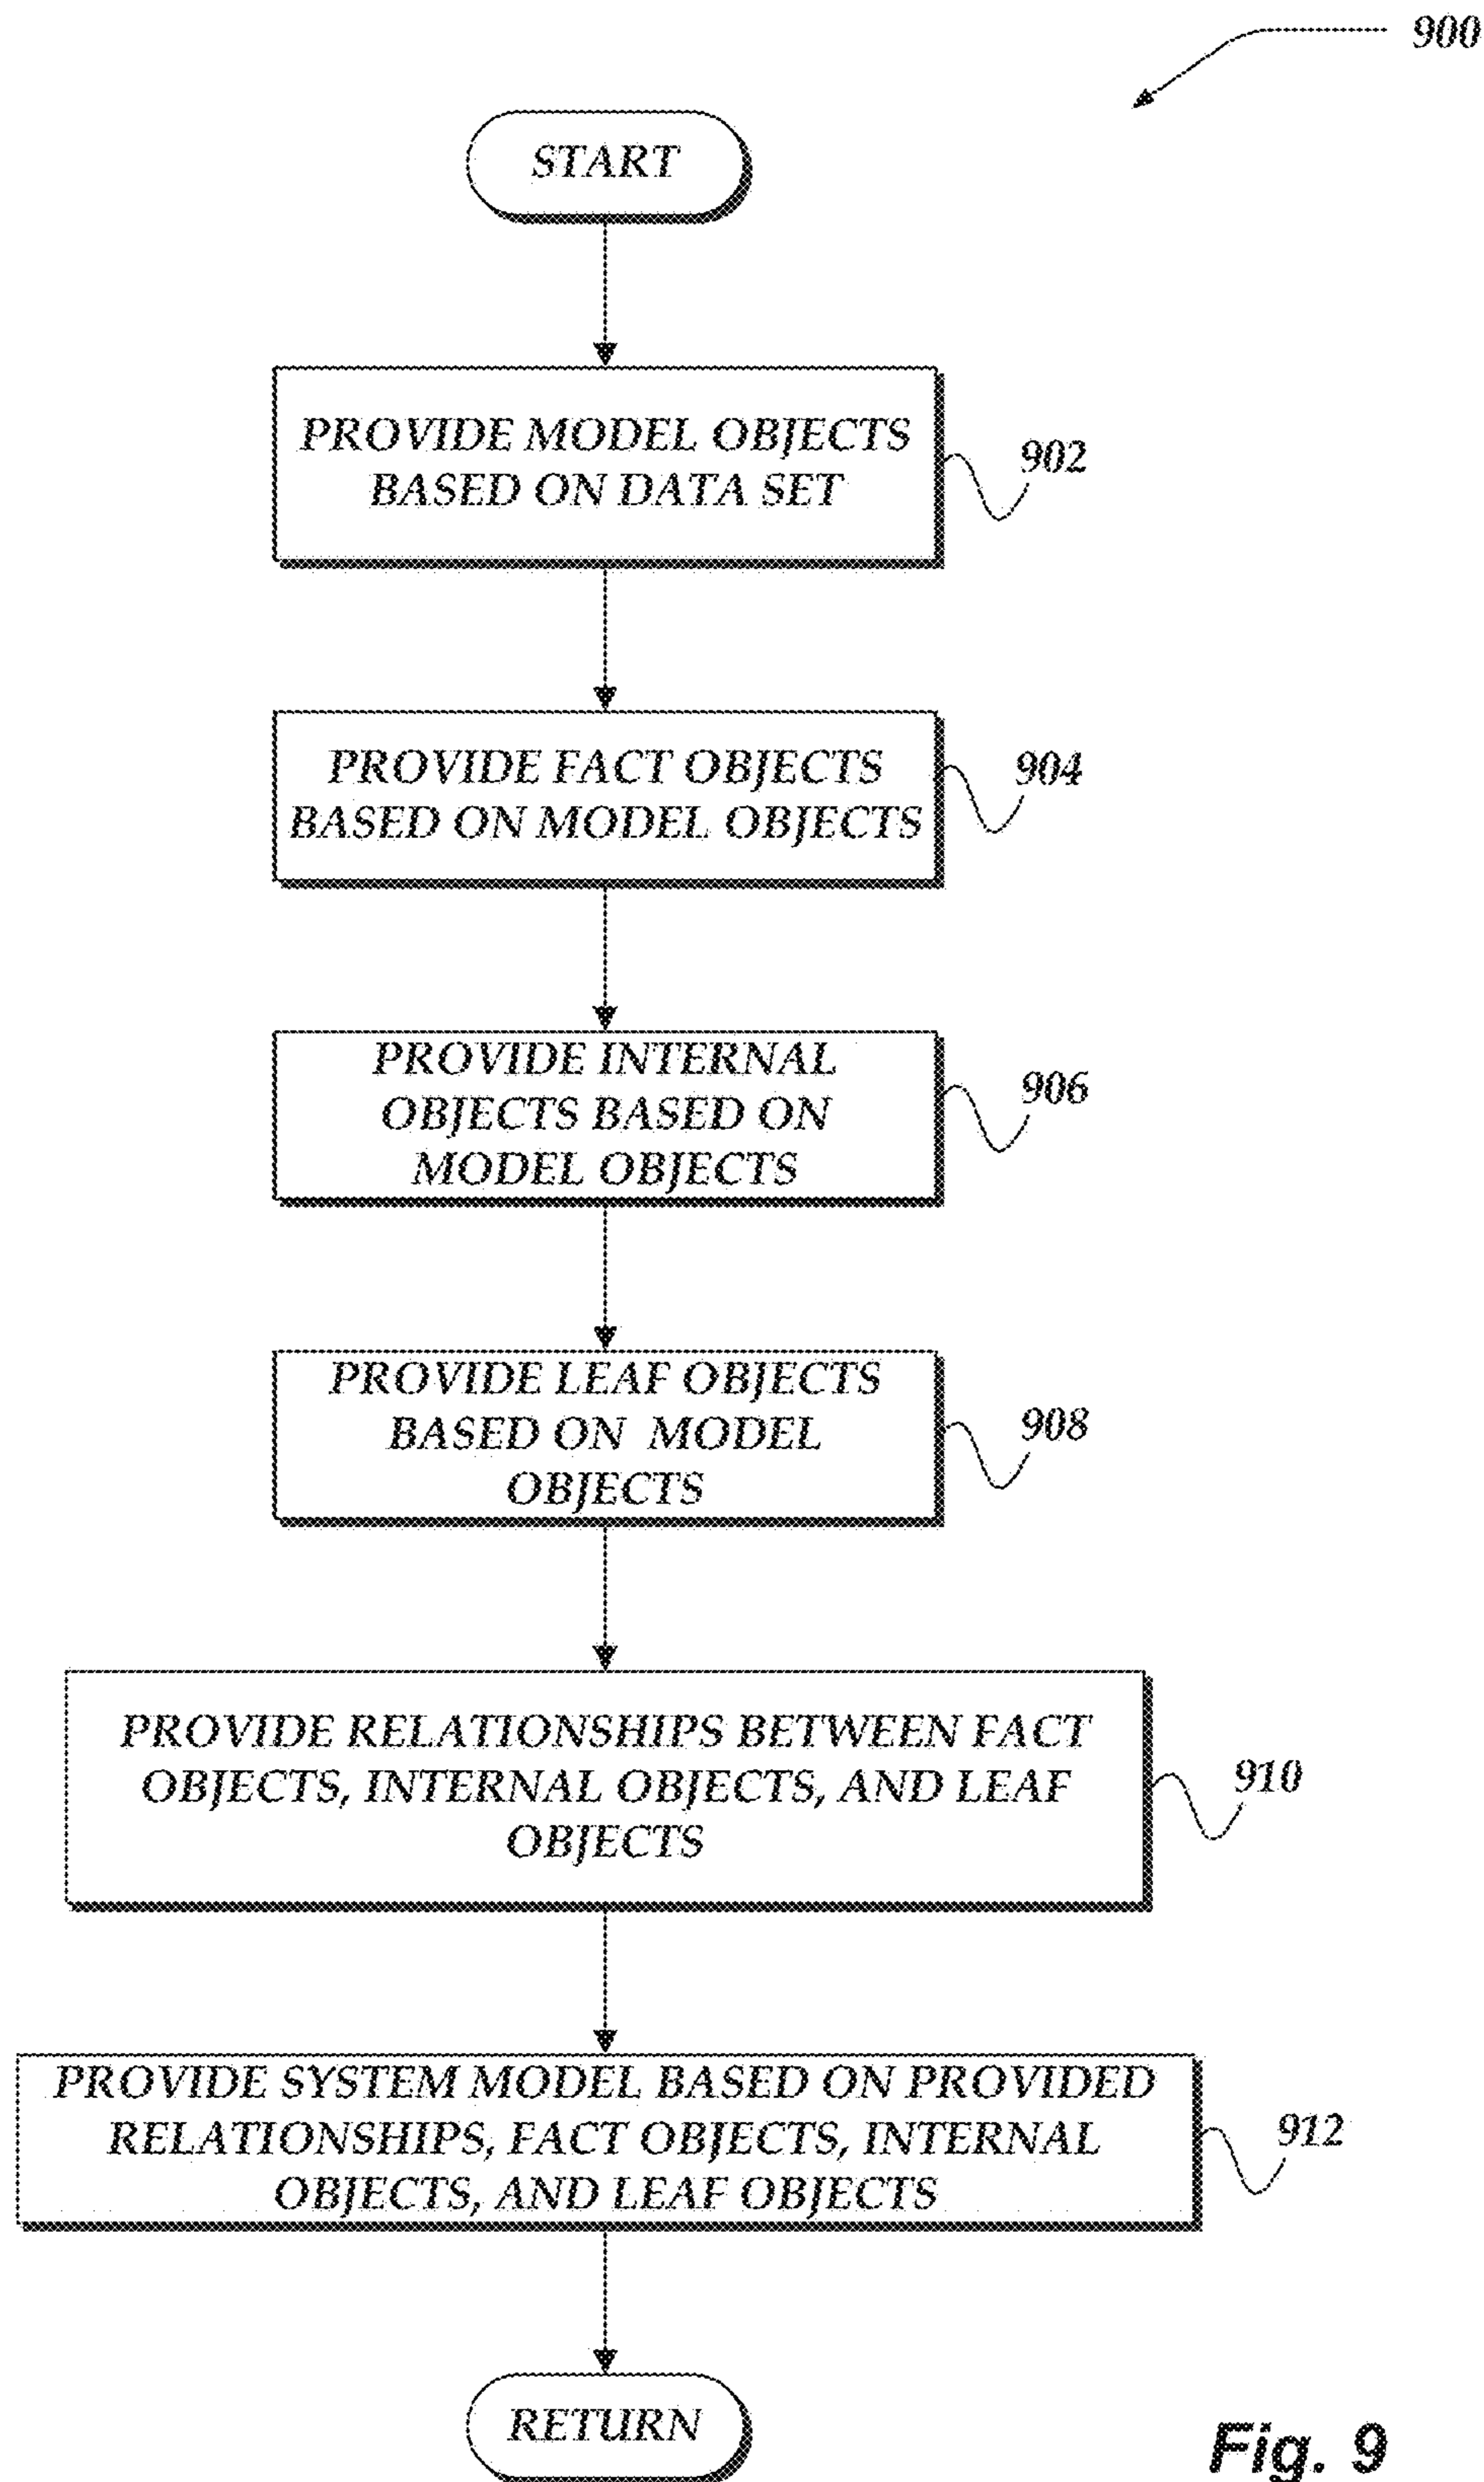 900
START
PROVIDE MODEL OBJECTS
BASED ON DATA SET
902
PROVIDE FACT OBJECTS
BASED ON MODEL OBJECTS
904
PROVIDE INTERNAL
OBJECTS BASED ON
MODEL OBJECTS
906
PROVIDE LEAF OBJECTS
BASED ON MODEL
OBJECTS
908
PROVIDE RELATIONSHIPS BETWEEN FACT
OBJECTS, INTERNAL OBJECTS, AND LEAF
OBJECTS
910
PROVIDE SYSTEM MODEL BASED ON PROVIDED
RELATIONSHIPS, FACT OBJECTS, INTERNAL
OBJECTS, AND LEAF OBJECTS
912
RETURN
Fig. 9